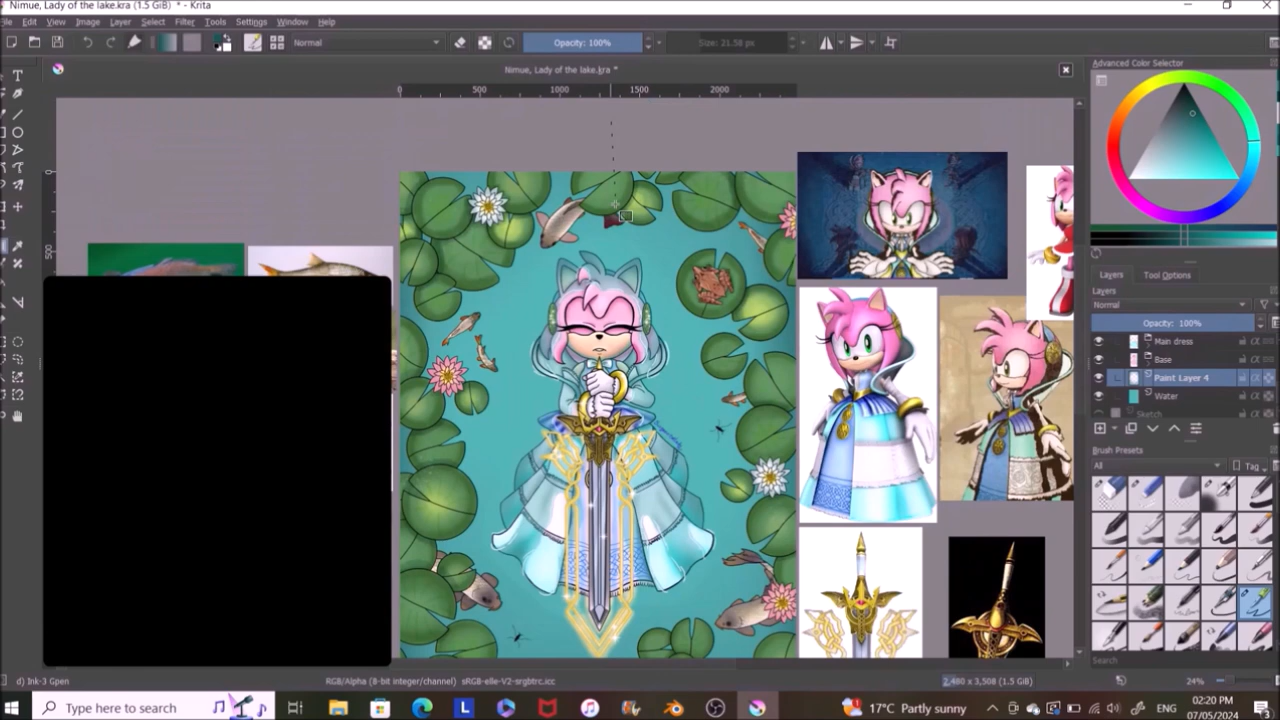 Nimue, Lady of the lake.kra (1.5 GiB) * - Krita
File Edit View Image Layer Select Filter Tools Settings Window Help
Normal Opacity: 100% Size: 21.58 px
Nimue, Lady of the lake.kra *
Advanced Color Selector
0 500 1000 1500 2000
0
500
Layers Tool Options
Layers
Normal
Opacity: 100%
Main dress
Base
Paint Layer 4
Water
Sketch
Brush Presets
All Tag
Search
d) Ink-3 Gpen RGB/Alpha (8-bit integer/channel) sRGB-elle-V2-srgbtrc.icc 2,480 x 3,508 (1.5 GiB) 24%
Type here to search 17°C Partly sunny ENG 02:20 PM
07/05/2024